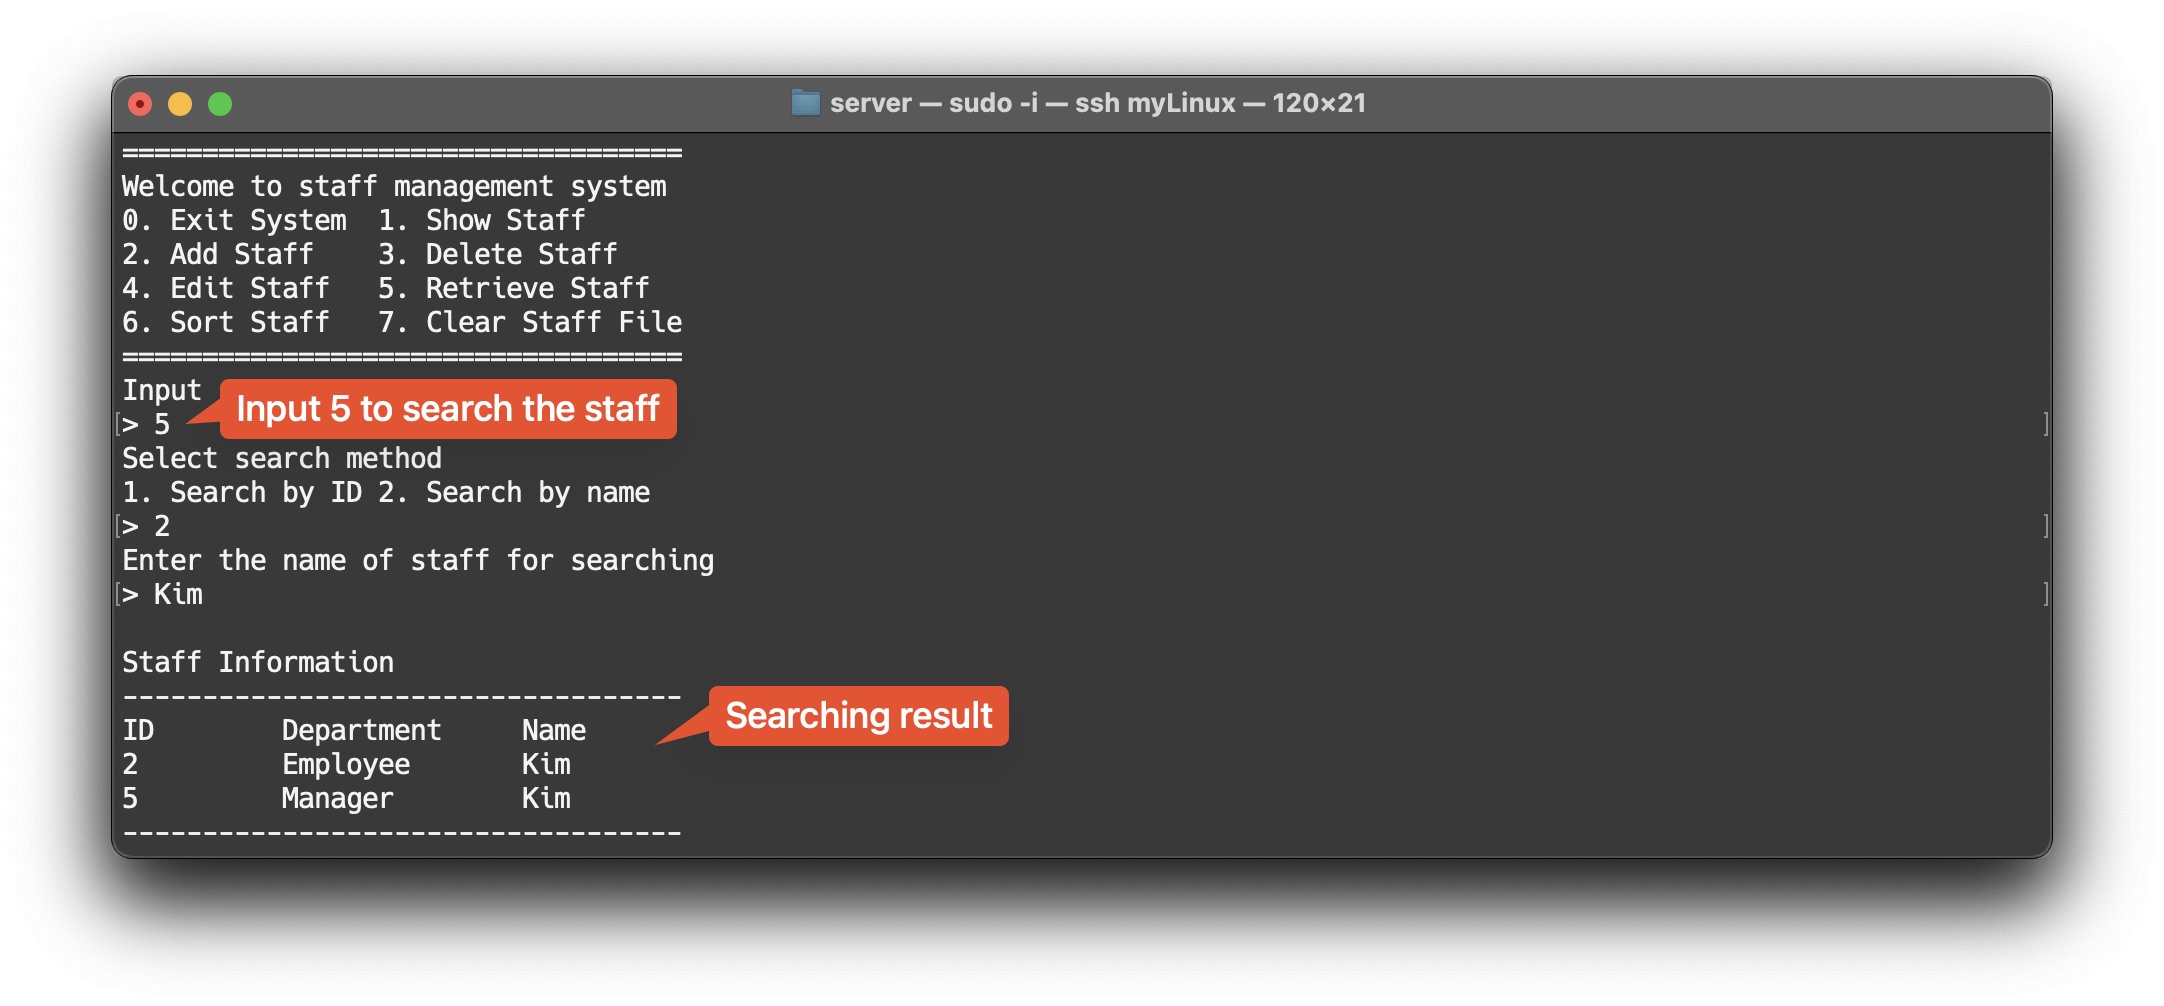 server — sudo -i — ssh myLinux — 120×21
===================================
Welcome to staff management system
0. Exit System  1. Show Staff
2. Add Staff    3. Delete Staff
4. Edit Staff   5. Retrieve Staff
6. Sort Staff   7. Clear Staff File
===================================
Input
Input 5 to search the staff
[> 5 ]
Select search method
1. Search by ID 2. Search by name
[> 2 ]
Enter the name of staff for searching
[> Kim ]
Staff Information
-----------------------------------
Searching result
ID        Department     Name
2         Employee       Kim
5         Manager        Kim
-----------------------------------